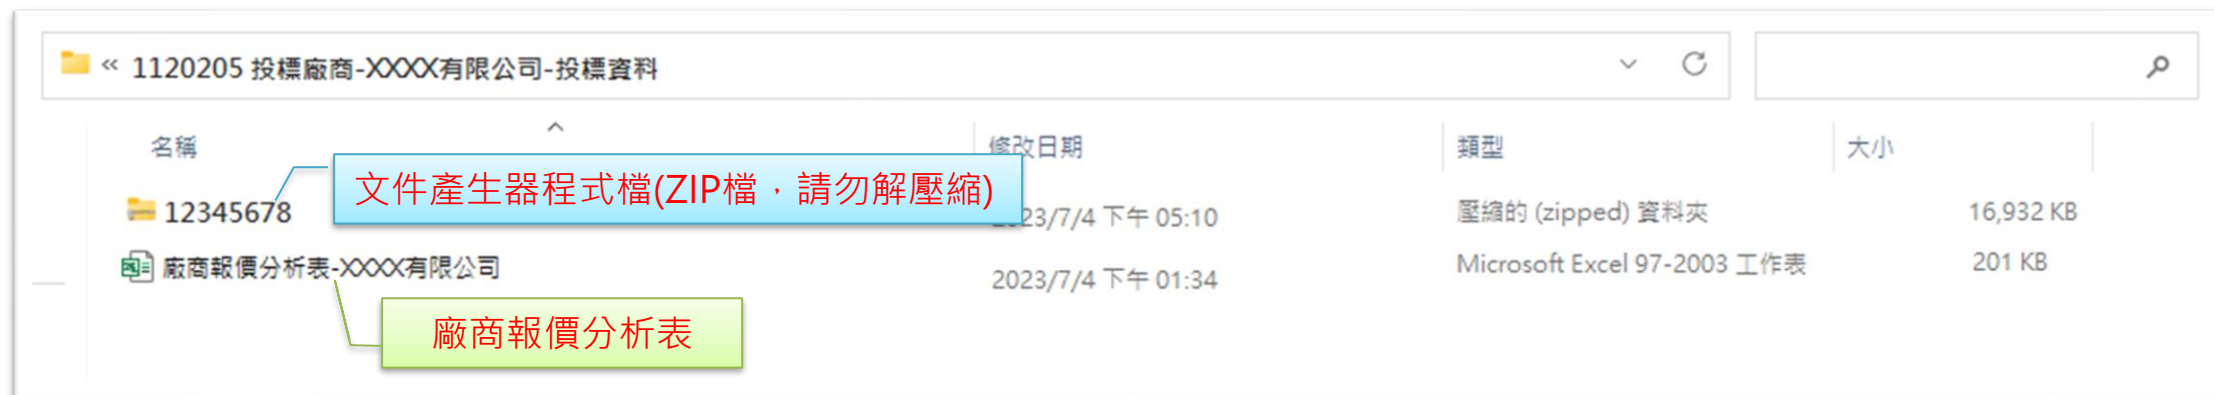 « 1120205 投標廠商-XXXX有限公司-投標資料
名稱 修改日期 類型 大小
文件產生器程式檔(ZIP檔，請勿解壓縮)
12345678 2023/7/4 下午 05:10 壓縮的 (zipped) 資料夾 16,932 KB
廠商報價分析表-XXXX有限公司 2023/7/4 下午 01:34 Microsoft Excel 97-2003 工作表 201 KB
廠商報價分析表